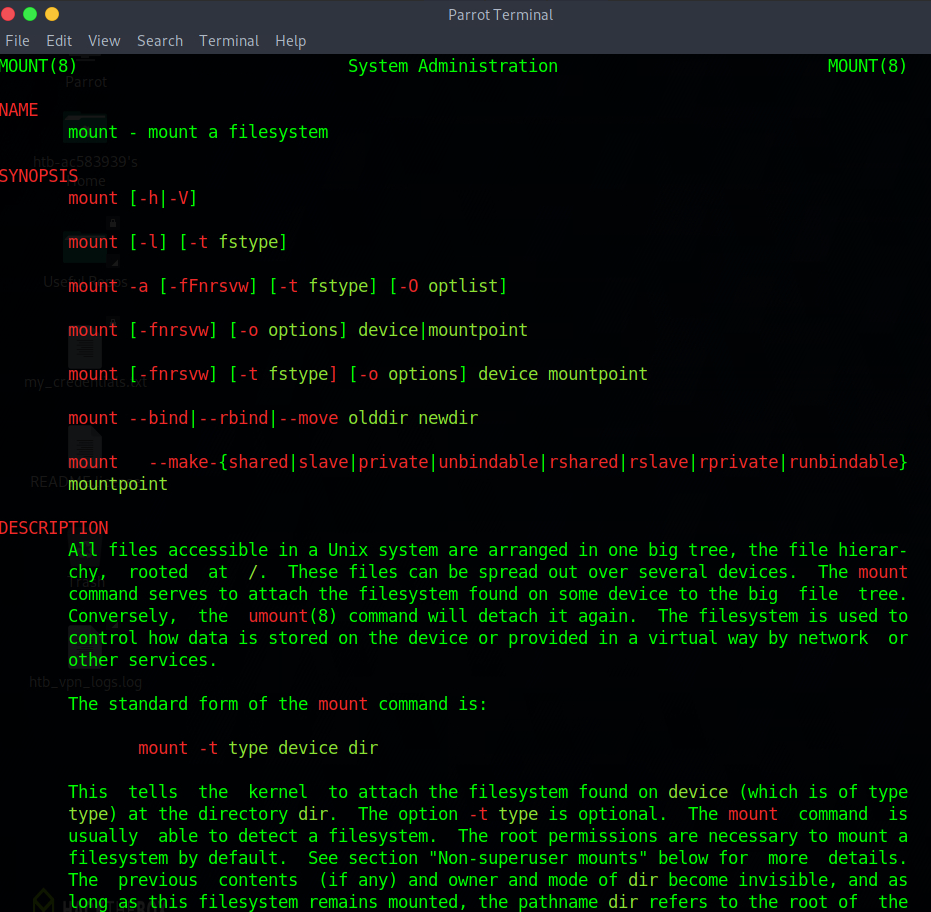 Parrot Terminal
File Edit View Search Terminal Help
MOUNT(8) System Administration MOUNT(8)
Parrot
NAME
mount - mount a filesystem
htb-ac583939's
Home
SYNOPSIS
mount [-h|-V]
mount [-l] [-t fstype]
mount -a [-fFnrsvw] [-t fstype] [-O optlist]
mount [-fnrsvw] [-o options] device|mountpoint
mount [-fnrsvw] [-t fstype] [-o options] device mountpoint
my_credentials.txt
mount --bind|--rbind|--move olddir newdir
mount --make-{shared|slave|private|unbindable|rshared|rslave|rprivate|runbindable}
mountpoint
DESCRIPTION
All files accessible in a Unix system are arranged in one big tree, the file hierar-
chy, rooted at /. These files can be spread out over several devices. The mount
command serves to attach the filesystem found on some device to the big file tree.
Conversely, the umount(8) command will detach it again. The filesystem is used to
control how data is stored on the device or provided in a virtual way by network or
other services.
htb_vpn_logs.log
The standard form of the mount command is:
mount -t type device dir
This tells the kernel to attach the filesystem found on device (which is of type
type) at the directory dir. The option -t type is optional. The mount command is
usually able to detect a filesystem. The root permissions are necessary to mount a
filesystem by default. See section "Non-superuser mounts" below for more details.
The previous contents (if any) and owner and mode of dir become invisible, and as
long as this filesystem remains mounted, the pathname dir refers to the root of the